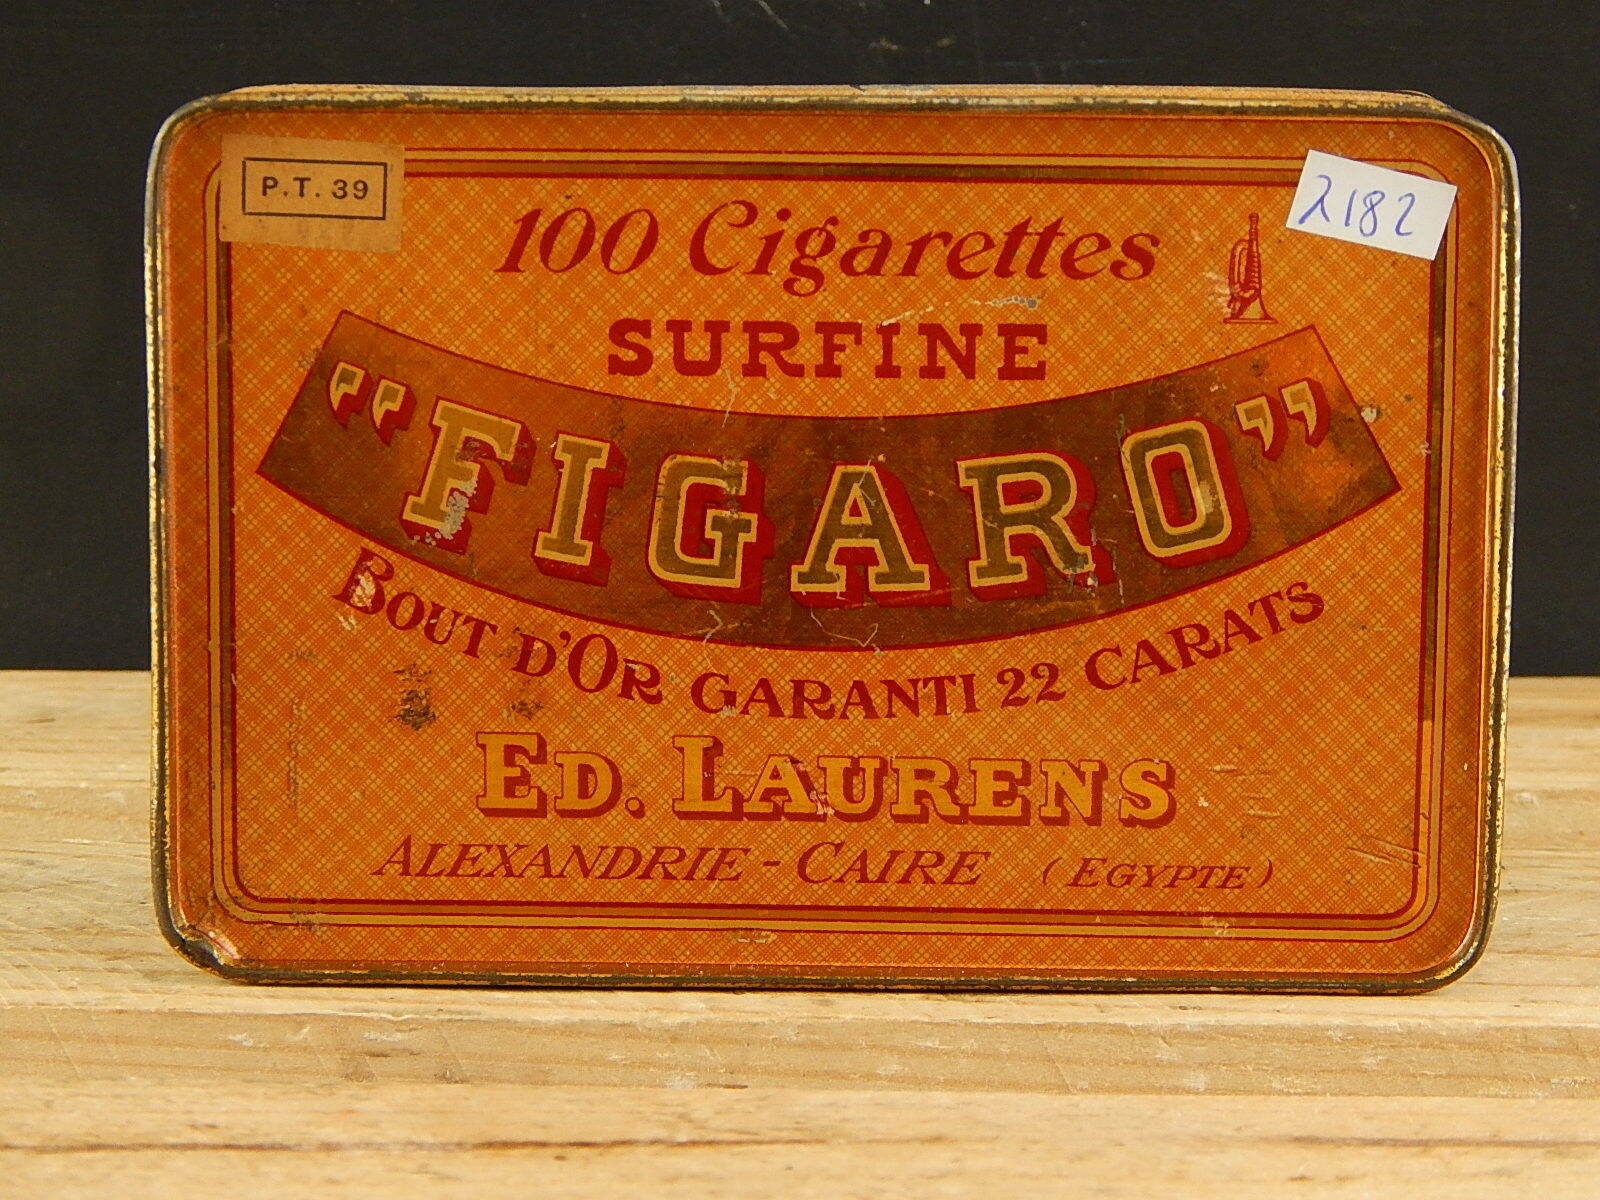 P.T. 39
2182
100 Cigarettes
SURFINE
"FIGARO"
BOUT D'OR GARANTI 22 CARATS
ED. LAURENS
ALEXANDRIE - CAIRE (EGYPTE)